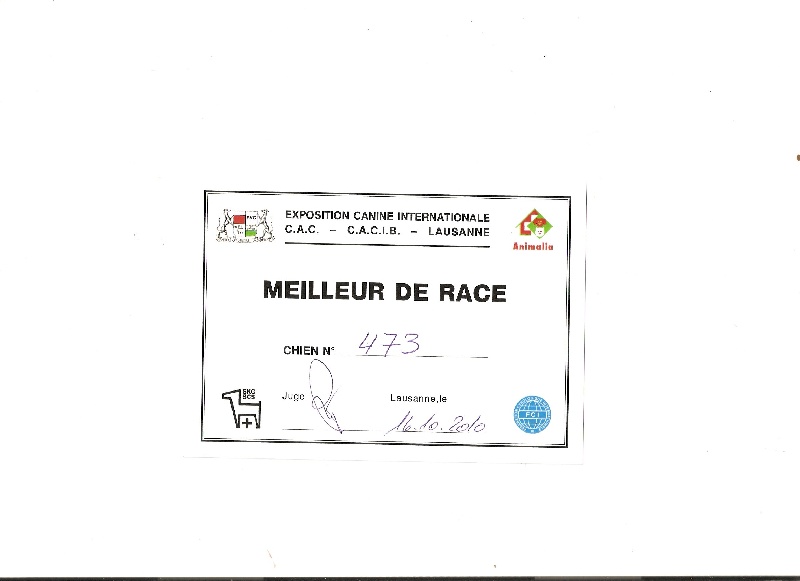 EXPOSITION CANINE INTERNATIONALE
C.A.C. – C.A.C.I.B. – LAUSANNE
Animalia
MEILLEUR DE RACE
CHIEN N° 473
SKG
SCS
Juge
Lausanne, le
16.10.2010
FCI